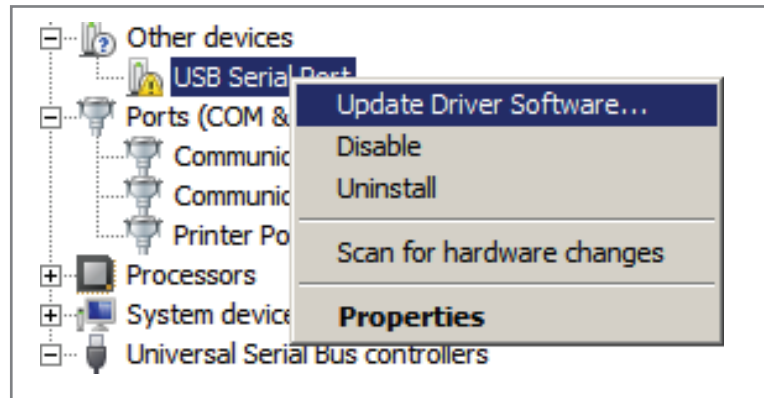 Other devices
USB Serial Port
Update Driver Software...
Ports (COM &
Disable
Communic
Uninstall
Communic
Printer Po
Scan for hardware changes
Processors
System device
Properties
Universal Serial Bus controllers